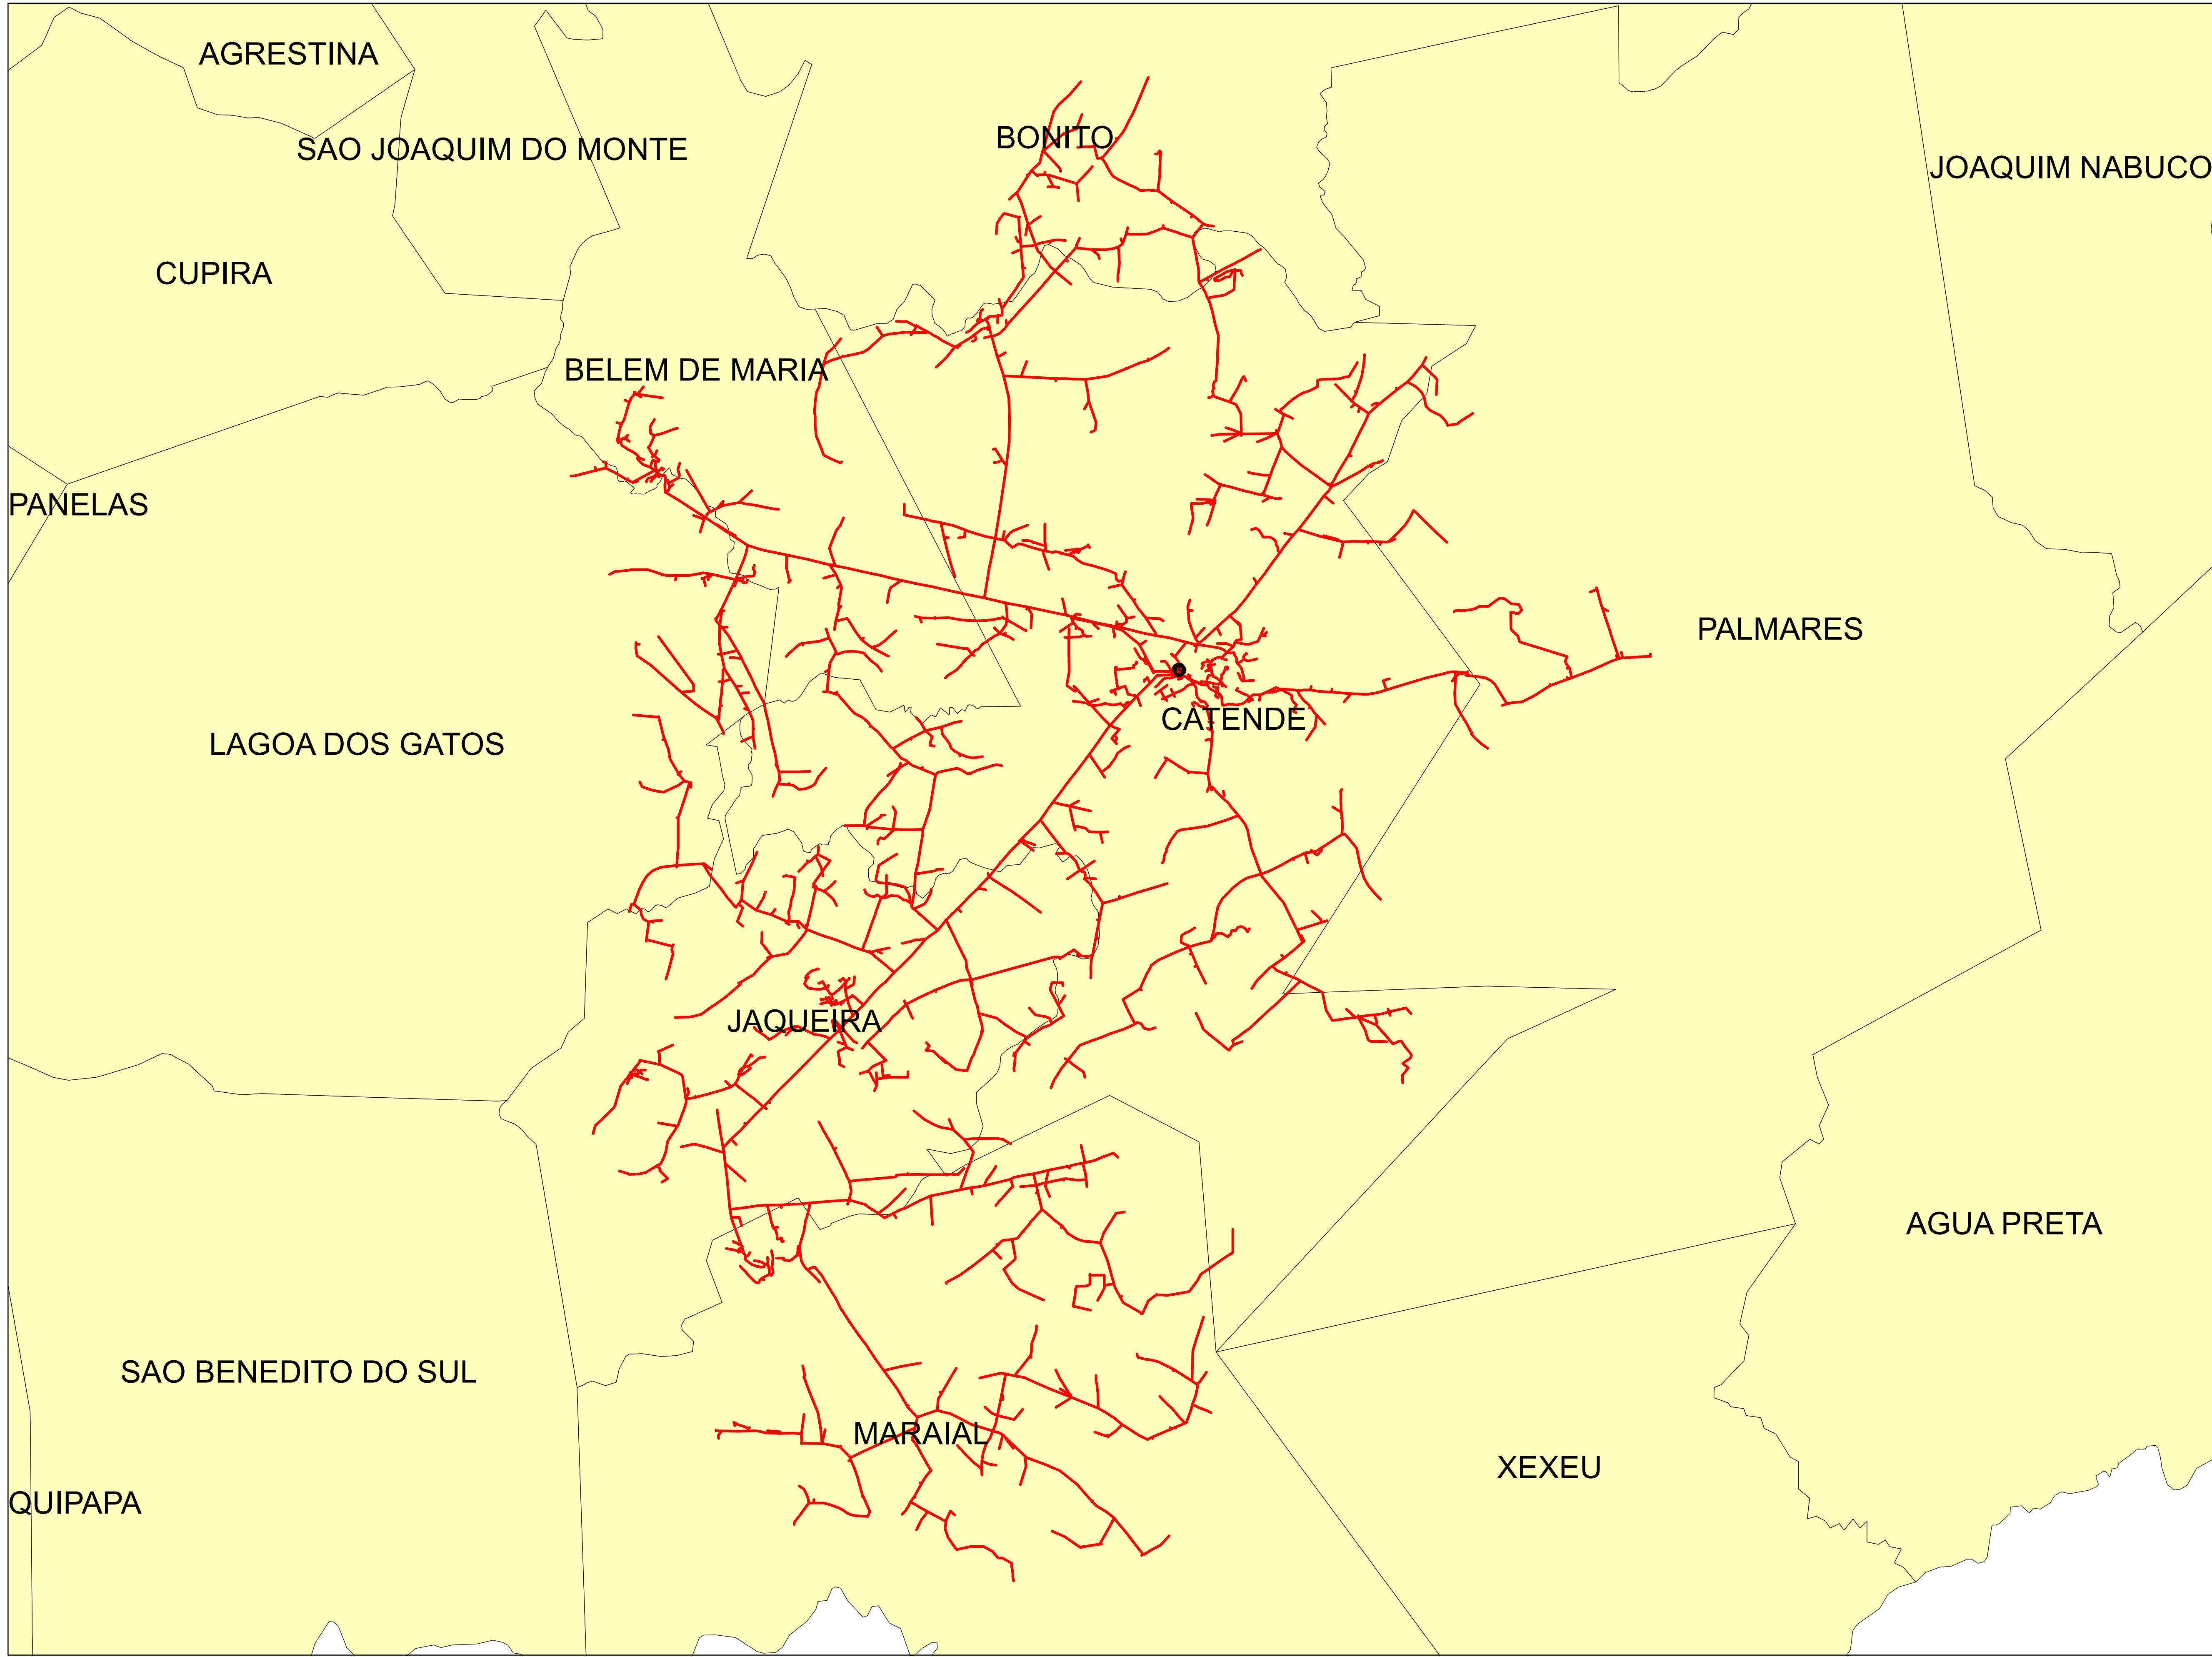 AGRESTINA
BONITO
SAO JOAQUIM DO MONTE
JOAQUIM NABUCO
CUPIRA
BELEM DE MARIA
PANELAS
PALMARES
CATENDE
LAGOA DOS GATOS
JAQUEIRA
AGUA PRETA
SAO BENEDITO DO SUL
MARAIAL
XEXEU
QUIPAPA